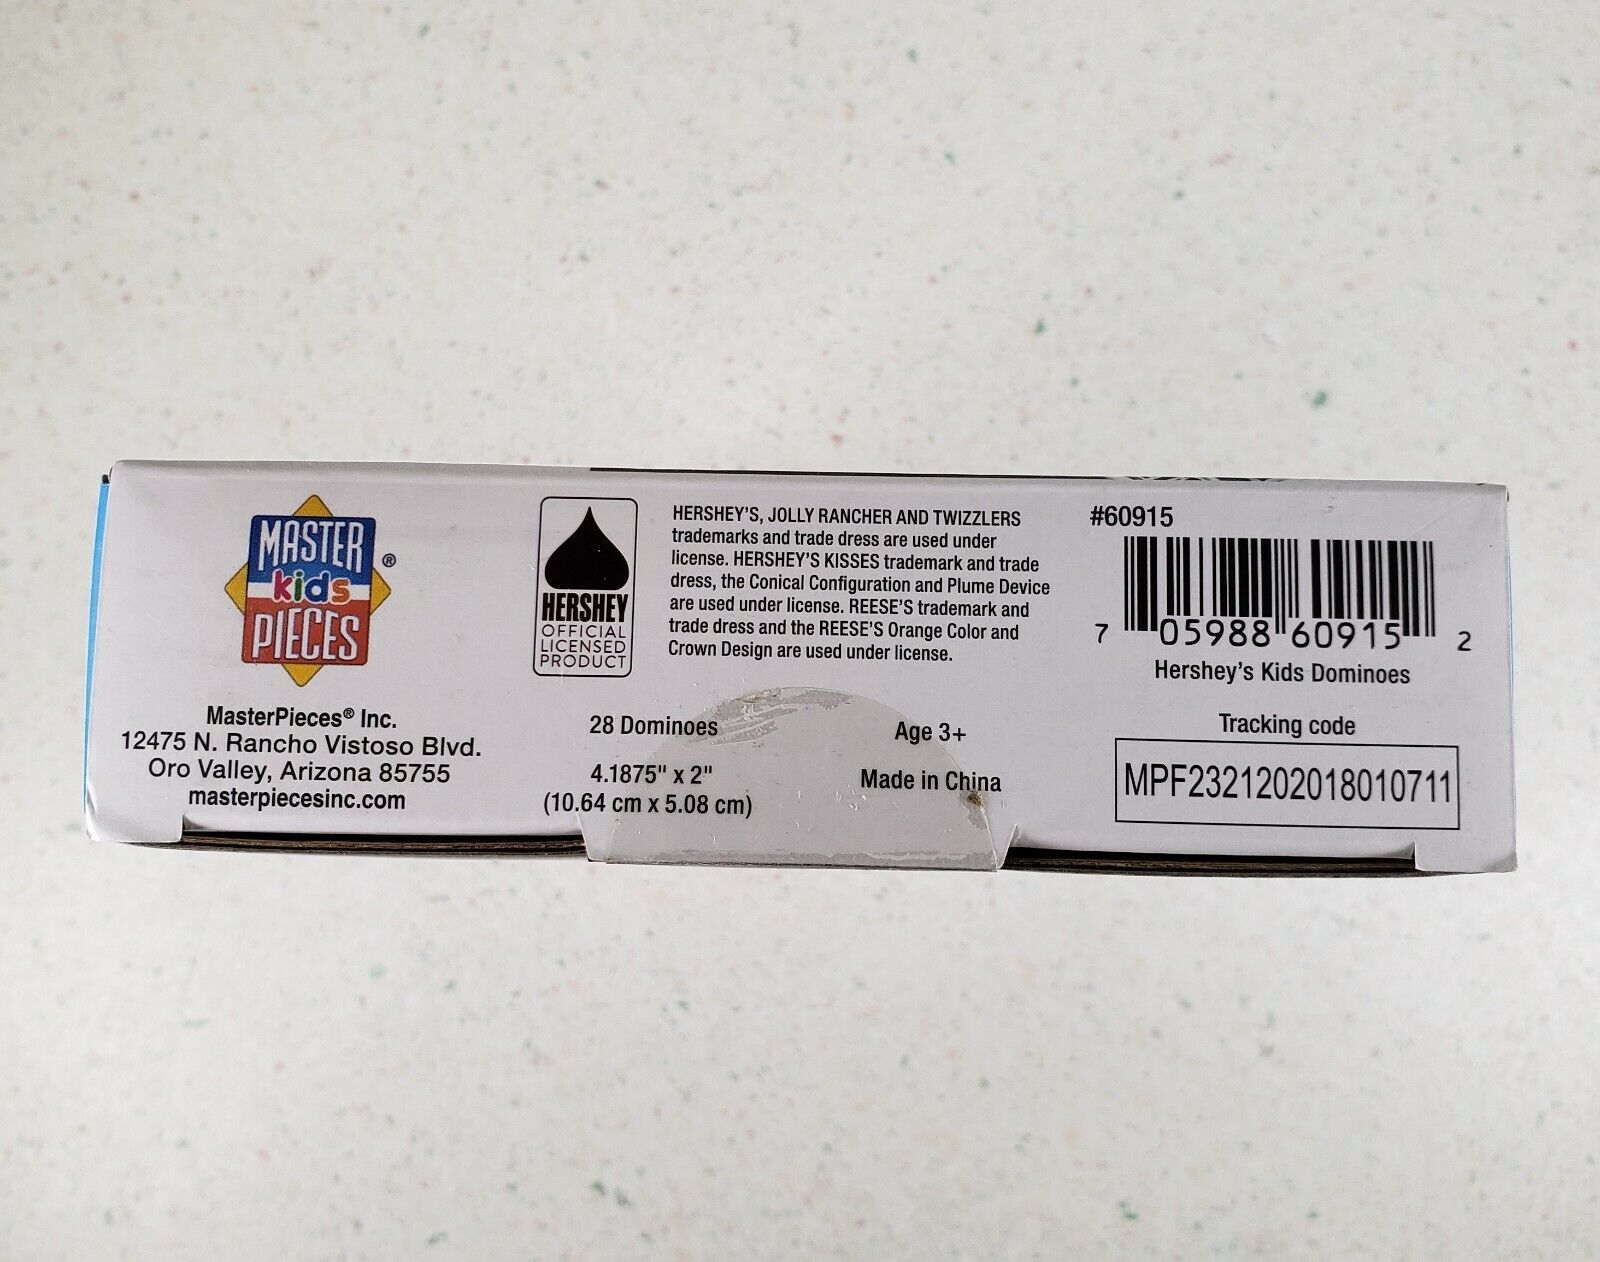 MASTER
kids
PIECES
®
MasterPieces® Inc.
12475 N. Rancho Vistoso Blvd.
Oro Valley, Arizona 85755
masterpiecesinc.com
HERSHEY
OFFICIAL
LICENSED
PRODUCT
HERSHEY'S, JOLLY RANCHER AND TWIZZLERS
trademarks and trade dress are used under
license. HERSHEY'S KISSES trademark and trade
dress, the Conical Configuration and Plume Device
are used under license. REESE'S trademark and
trade dress and the REESE'S Orange Color and
Crown Design are used under license.
28 Dominoes
4.1875" x 2"
(10.64 cm x 5.08 cm)
Age 3+
Made in China
#60915
7 05988 60915 2
Hershey's Kids Dominoes
Tracking code
MPF2321202018010711